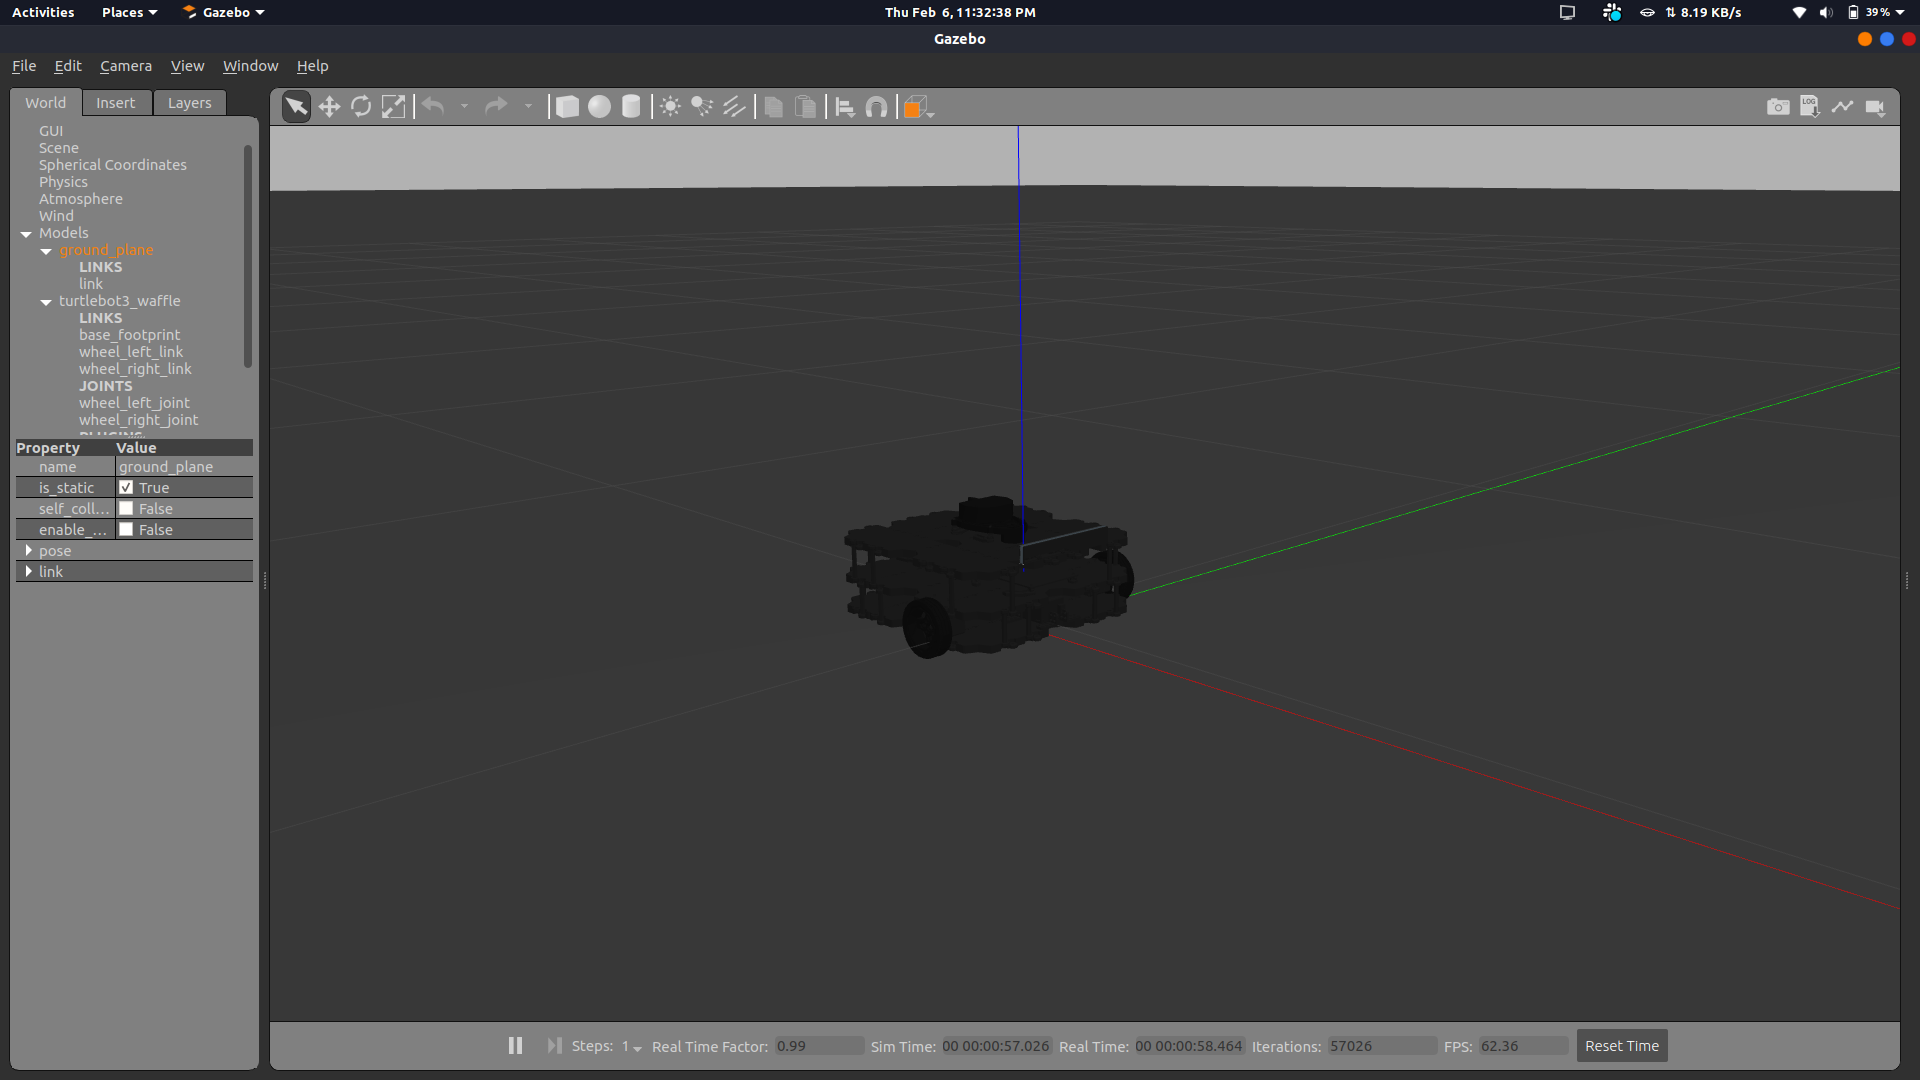 Activities Places Gazebo Thu Feb 6, 11:32:38 PM 8.19 KB/s 39 %
Gazebo
File Edit Camera View Window Help
World Insert Layers
LOG
GUI
Scene
Spherical Coordinates
Physics
Atmosphere
Wind
Models
ground_plane
LINKS
link
turtlebot3_waffle
LINKS
base_footprint
wheel_left_link
wheel_right_link
JOINTS
wheel_left_joint
wheel_right_joint
PLUGINS
Property Value
name ground_plane
is_static True
self_coll... False
enable_... False
pose
link
Steps: 1 Real Time Factor: 0.99 Sim Time: 00 00:00:57.026 Real Time: 00 00:00:58.464 Iterations: 57026 FPS: 62.36 Reset Time